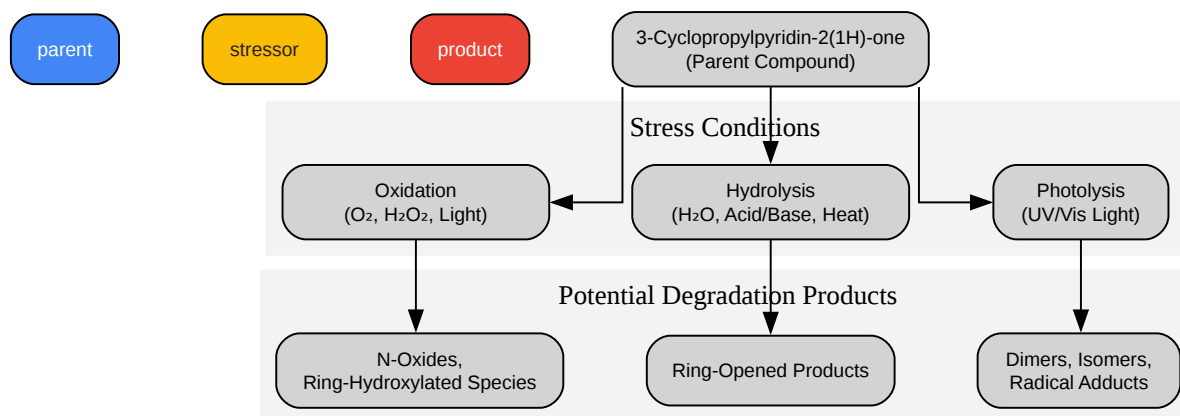 parent
stressor
product
3-Cyclopropylpyridin-2(1H)-one
(Parent Compound)
Stress Conditions
Oxidation
(O₂, H₂O₂, Light)
Hydrolysis
(H₂O, Acid/Base, Heat)
Photolysis
(UV/Vis Light)
Potential Degradation Products
N-Oxides,
Ring-Hydroxylated Species
Ring-Opened Products
Dimers, Isomers,
Radical Adducts